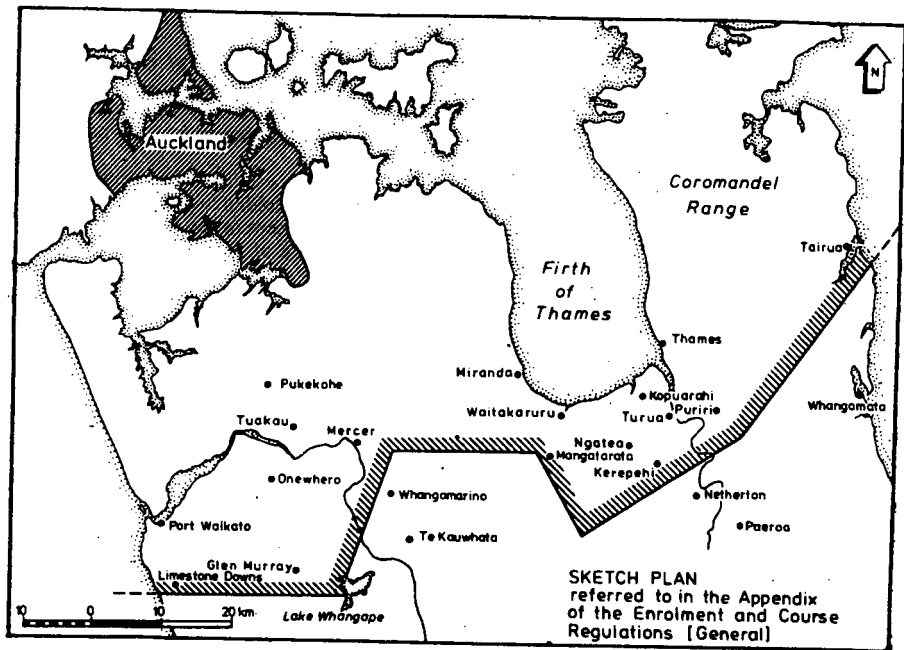 N
Auckland
Coromandel
Range
Tairua
Firth
of
Thames
Thames
Miranda
Pukekohe
Kopuarahi
Whangamata
Waitakaruru
Turua
Puriri
Tuakau
Mercer
Ngatea
Mangatarata
Kerepehi
Onewhero
Whangamarino
Netherton
Port Waikato
Te Kauwhata
Paeroa
Glen Murray
Limestone Downs
Lake Whangape
10 0 10 20 km
SKETCH PLAN
referred to in the Appendix
of the Enrolment and Course
Regulations [General]